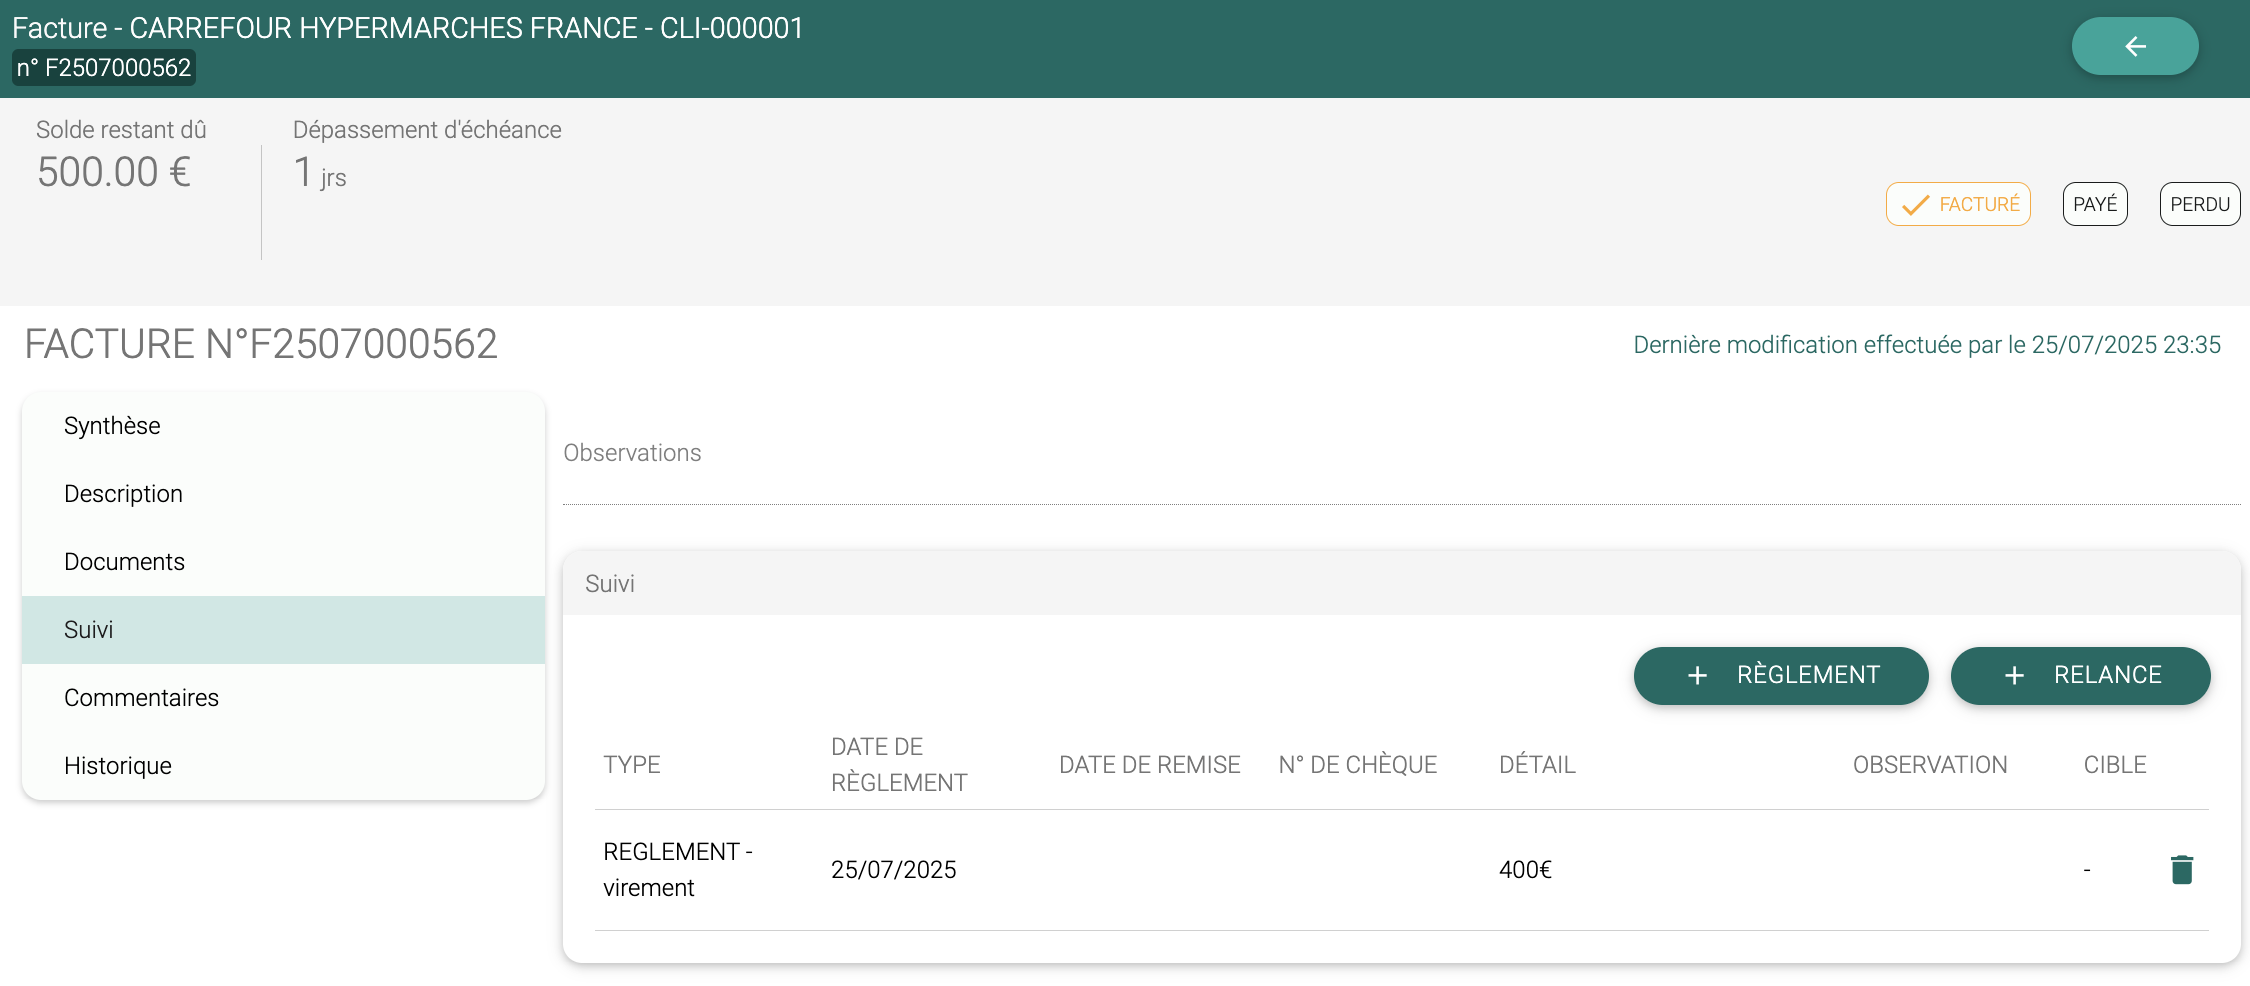 Facture - CARREFOUR HYPERMARCHES FRANCE - CLI-000001
n° F2507000562
Solde restant dû
500.00 €
Dépassement d'échéance
1 jrs
FACTURÉ
PAYÉ
PERDU
FACTURE N°F2507000562
Dernière modification effectuée par le 25/07/2025 23:35
Synthèse
Description
Documents
Suivi
Commentaires
Historique
Observations
Suivi
+ RÈGLEMENT
+ RELANCE
TYPE
DATE DE
RÈGLEMENT
DATE DE REMISE
N° DE CHÈQUE
DÉTAIL
OBSERVATION
CIBLE
REGLEMENT -
virement
25/07/2025
400€
-